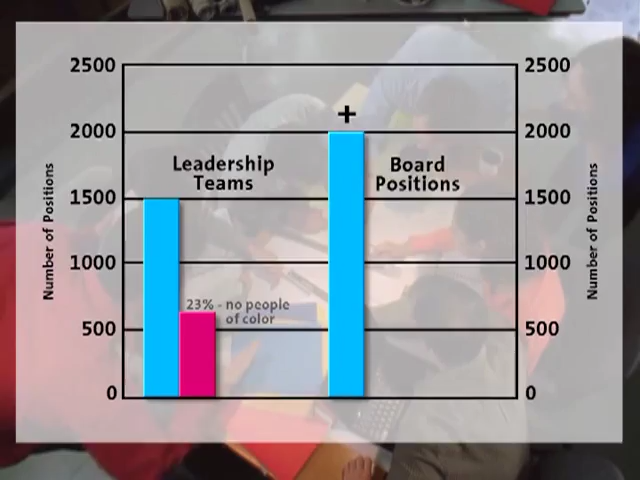 2500
2000
1500
1000
500
0
Number of Positions
Leadership
Teams
23% - no people
of color
+
Board
Positions
2500
2000
1500
1000
500
0
Number of Positions